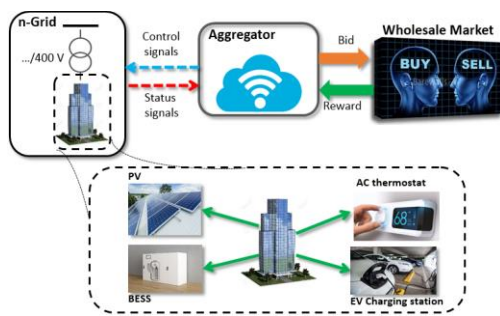 n-Grid
.../400 V
Control
signals
Status
signals
Aggregator
Bid
Reward
Wholesale Market
BUY
SELL
PV
AC thermostat
68
BESS
EV Charging station